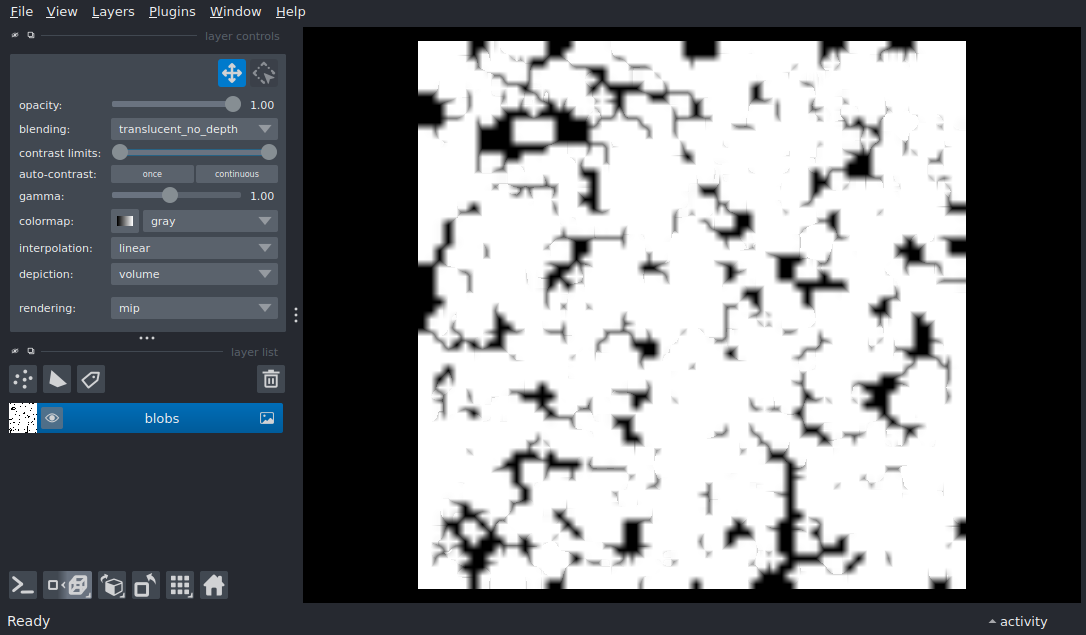 File View Layers Plugins Window Help
layer controls
opacity: 1.00
blending: translucent_no_depth
contrast limits:
auto-contrast: once continuous
gamma: 1.00
colormap: gray
interpolation: linear
depiction: volume
rendering: mip
layer list
blobs
Ready activity